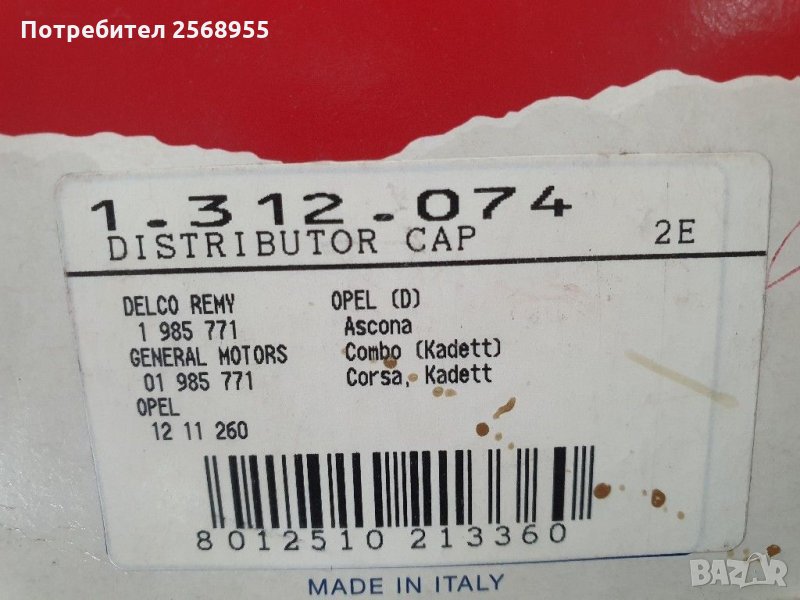 Потребител 2568955
1.312.074
DISTRIBUTOR CAP 2E
DELCO REMY
1 985 771
GENERAL MOTORS
01 985 771
OPEL
12 11 260
OPEL (D)
Ascona
Combo (Kadett)
Corsa, Kadett
8012510 213360
MADE IN ITALY
BAZAR